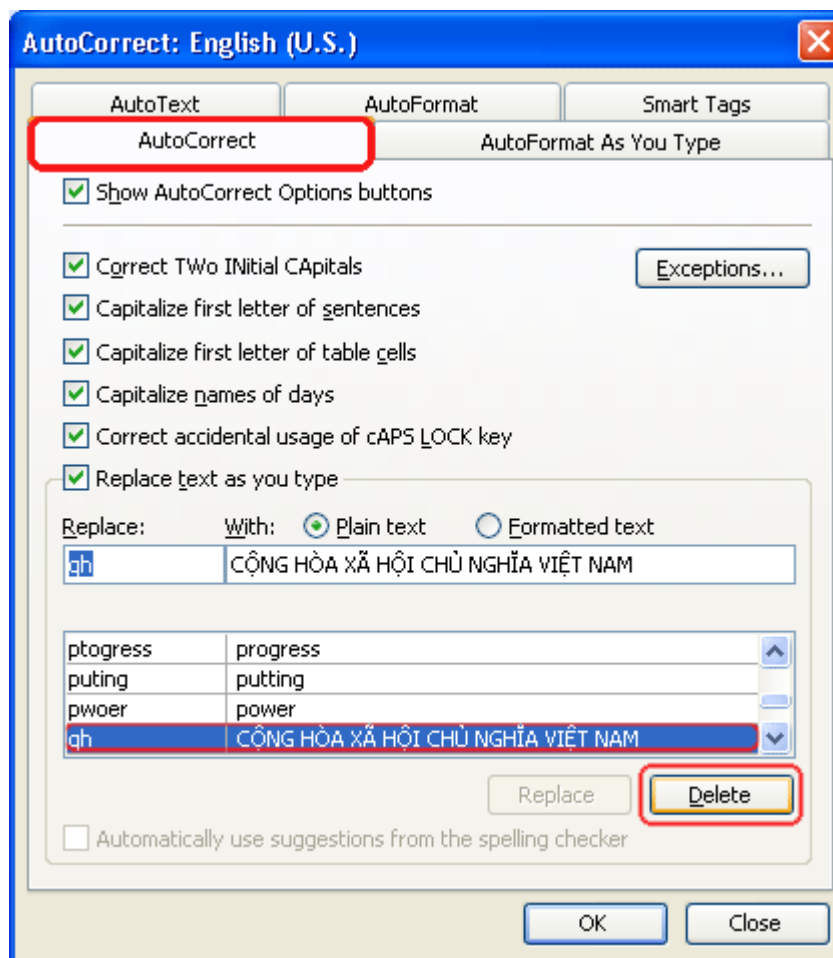 AutoCorrect: English (U.S.)
AutoText AutoFormat Smart Tags
AutoCorrect AutoFormat As You Type
Show AutoCorrect Options buttons
Correct TWo INitial CApitals Exceptions...
Capitalize first letter of sentences
Capitalize first letter of table cells
Capitalize names of days
Correct accidental usage of cAPS LOCK key
Replace text as you type
Replace: With: Plain text Formatted text
qh CỘNG HÒA XÃ HỘI CHỦ NGHĨA VIỆT NAM
ptogress progress
puting putting
pwoer power
qh CỘNG HÒA XÃ HỘI CHỦ NGHĨA VIỆT NAM
Replace Delete
Automatically use suggestions from the spelling checker
OK Close